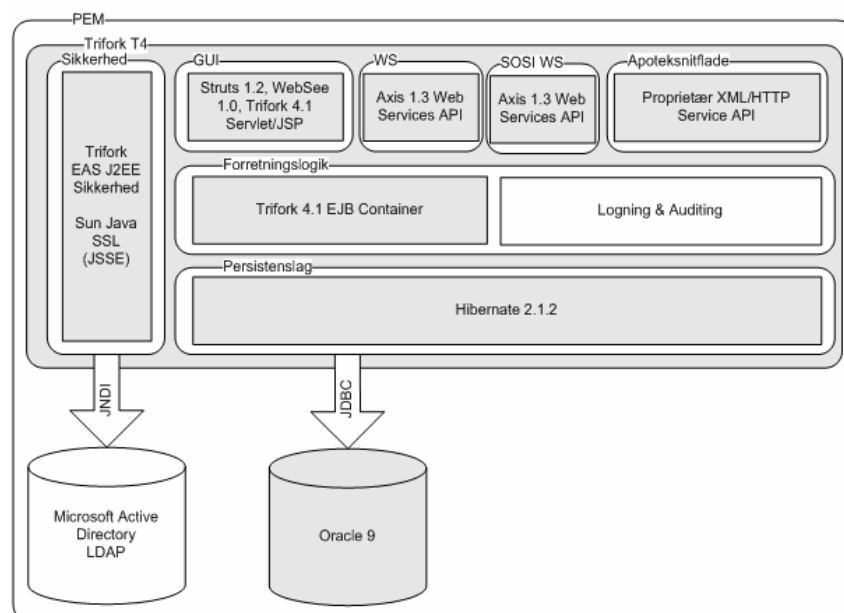 PEM
Trifork T4
Sikkerhed
Trifork
EAS J2EE
Sikkerhed
Sun Java
SSL
(JSSE)
GUI
Struts 1.2, WebSee
1.0, Trifork 4.1
Servlet/JSP
WS
Axis 1.3 Web
Services API
SOSI WS
Axis 1.3 Web
Services API
Apoteksnitflade
Proprietær XML/HTTP
Service API
Forretningslogik
Trifork 4.1 EJB Container
Logning & Auditing
Persistenslag
Hibernate 2.1.2
JNDI
JDBC
Microsoft Active
Directory
LDAP
Oracle 9